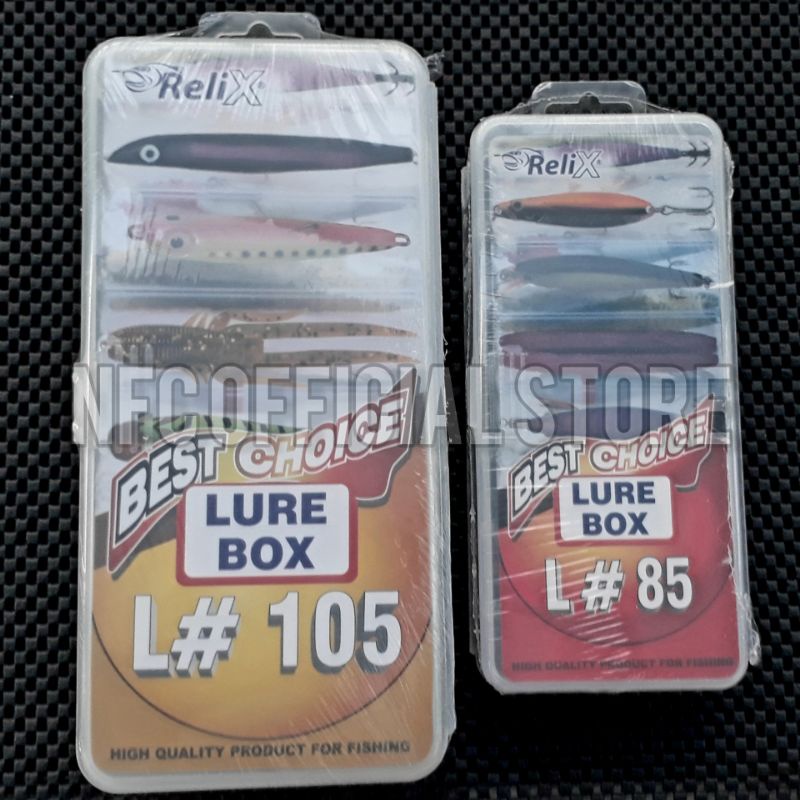 ReliX®
BEST CHOICE
LURE
BOX
L# 105
HIGH QUALITY PRODUCT FOR FISHING
ReliX®
BEST CHOICE
LURE
BOX
L # 85
HIGH QUALITY PRODUCT FOR FISHING
NFCOFFICIAL STORE